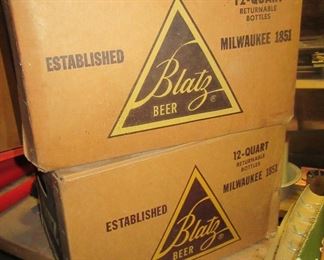 12-QUART
RETURNABLE
BOTTLES
ESTABLISHED
MILWAUKEE 1851
Blatz ®
BEER
12-QUART
RETURNABLE
BOTTLES
ESTABLISHED
MILWAUKEE 1851
Blatz ®
BEER